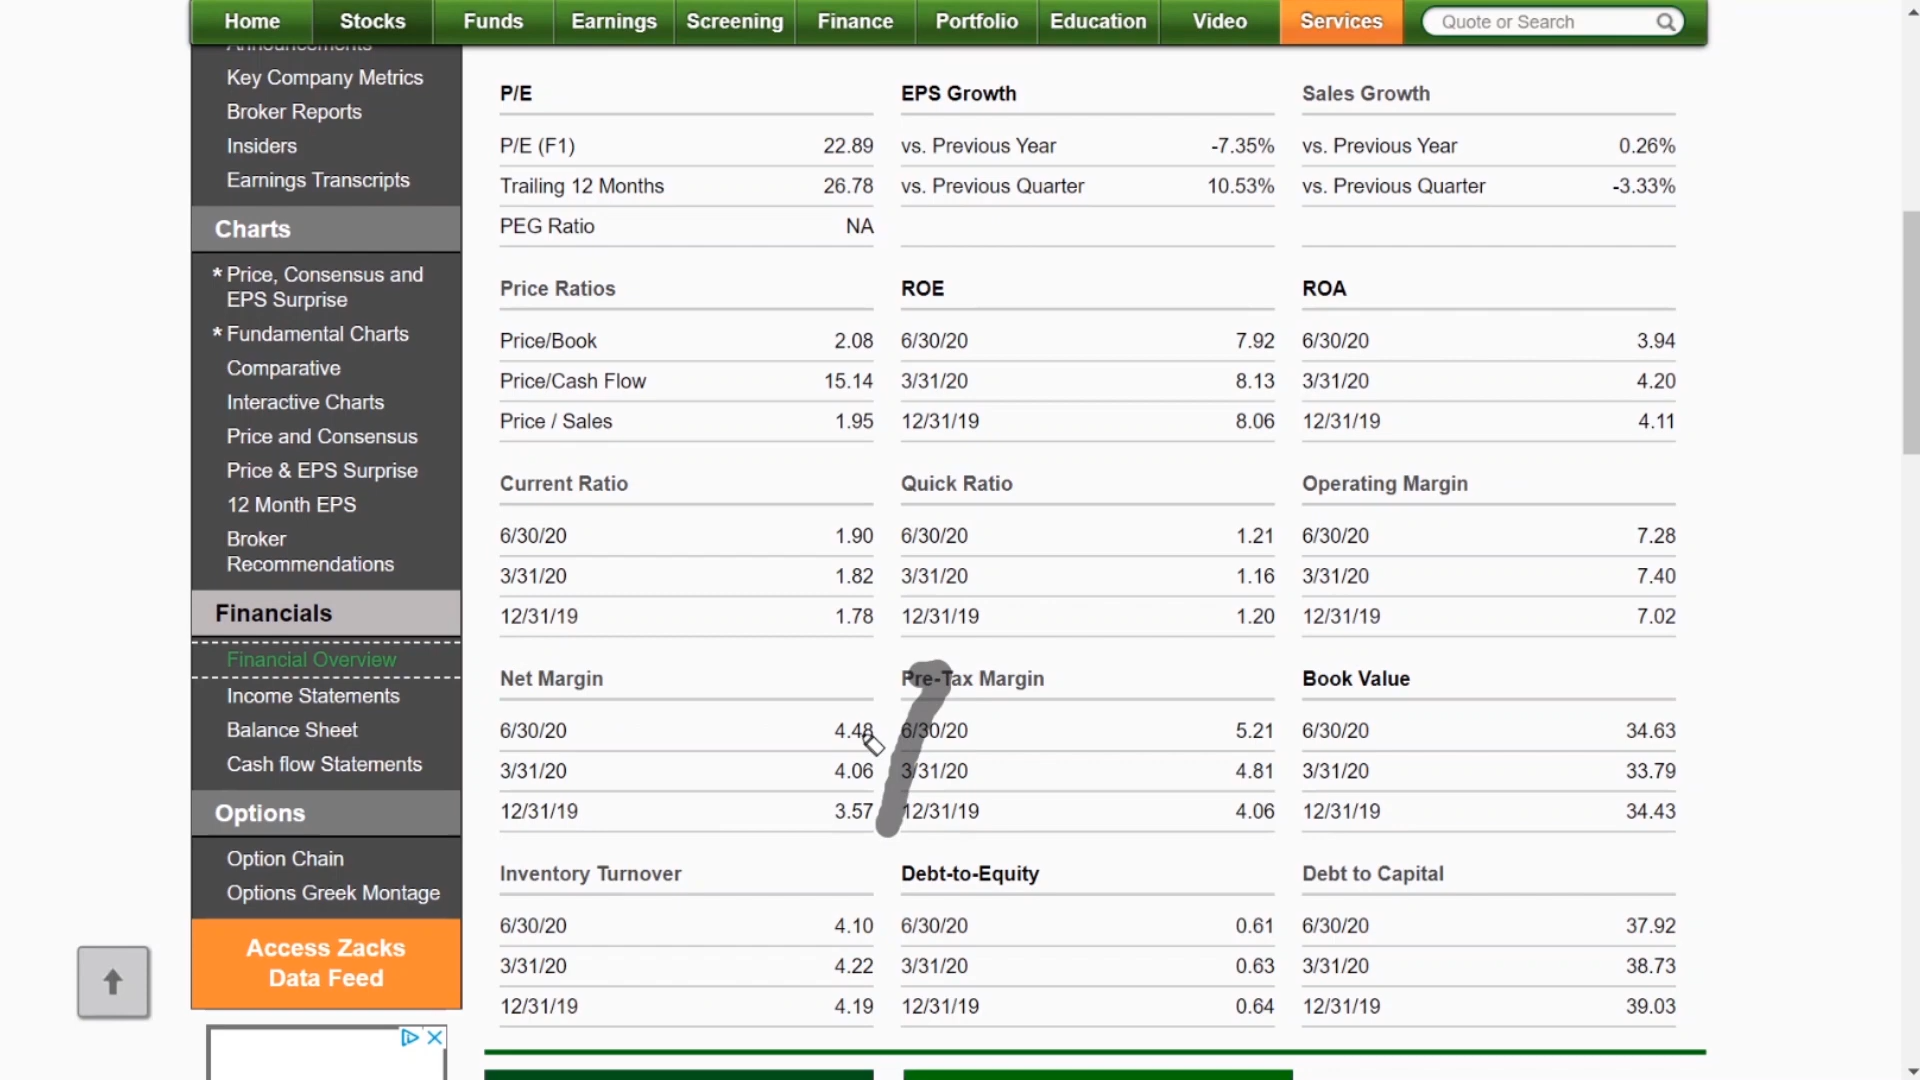 Home Stocks Funds Earnings Screening Finance Portfolio Education Video Services Quote or Search
Announcements
Key Company Metrics
Broker Reports
Insiders
Earnings Transcripts
Charts
* Price, Consensus and
EPS Surprise
* Fundamental Charts
Comparative
Interactive Charts
Price and Consensus
Price & EPS Surprise
12 Month EPS
Broker
Recommendations
Financials
Financial Overview
Income Statements
Balance Sheet
Cash flow Statements
Options
Option Chain
Options Greek Montage
Access Zacks
Data Feed
P/E
P/E (F1) 22.89
Trailing 12 Months 26.78
PEG Ratio NA
EPS Growth
vs. Previous Year -7.35%
vs. Previous Quarter 10.53%
Sales Growth
vs. Previous Year 0.26%
vs. Previous Quarter -3.33%
Price Ratios
Price/Book 2.08
Price/Cash Flow 15.14
Price / Sales 1.95
ROE
6/30/20 7.92
3/31/20 8.13
12/31/19 8.06
ROA
6/30/20 3.94
3/31/20 4.20
12/31/19 4.11
Current Ratio
6/30/20 1.90
3/31/20 1.82
12/31/19 1.78
Quick Ratio
6/30/20 1.21
3/31/20 1.16
12/31/19 1.20
Operating Margin
6/30/20 7.28
3/31/20 7.40
12/31/19 7.02
Net Margin
6/30/20 4.48
3/31/20 4.06
12/31/19 3.57
Pre-Tax Margin
6/30/20 5.21
3/31/20 4.81
12/31/19 4.06
Book Value
6/30/20 34.63
3/31/20 33.79
12/31/19 34.43
Inventory Turnover
6/30/20 4.10
3/31/20 4.22
12/31/19 4.19
Debt-to-Equity
6/30/20 0.61
3/31/20 0.63
12/31/19 0.64
Debt to Capital
6/30/20 37.92
3/31/20 38.73
12/31/19 39.03